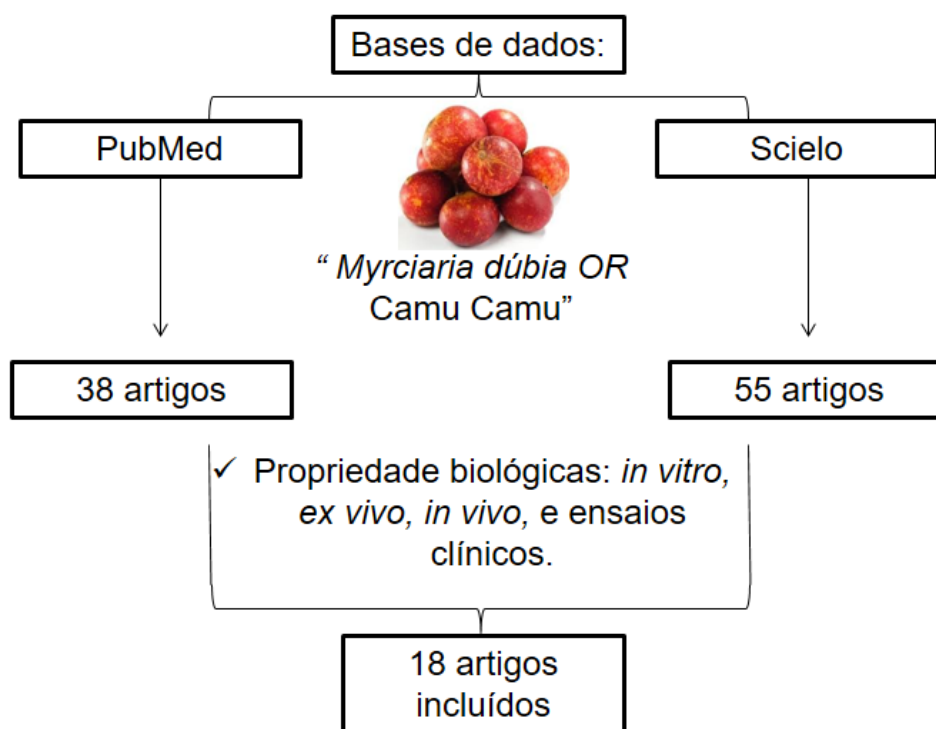 Bases de dados:
PubMed
Scielo
“ Myrciaria dúbia OR
Camu Camu”
38 artigos
55 artigos
✓ Propriedade biológicas: in vitro,
ex vivo, in vivo, e ensaios
clínicos.
18 artigos
incluídos